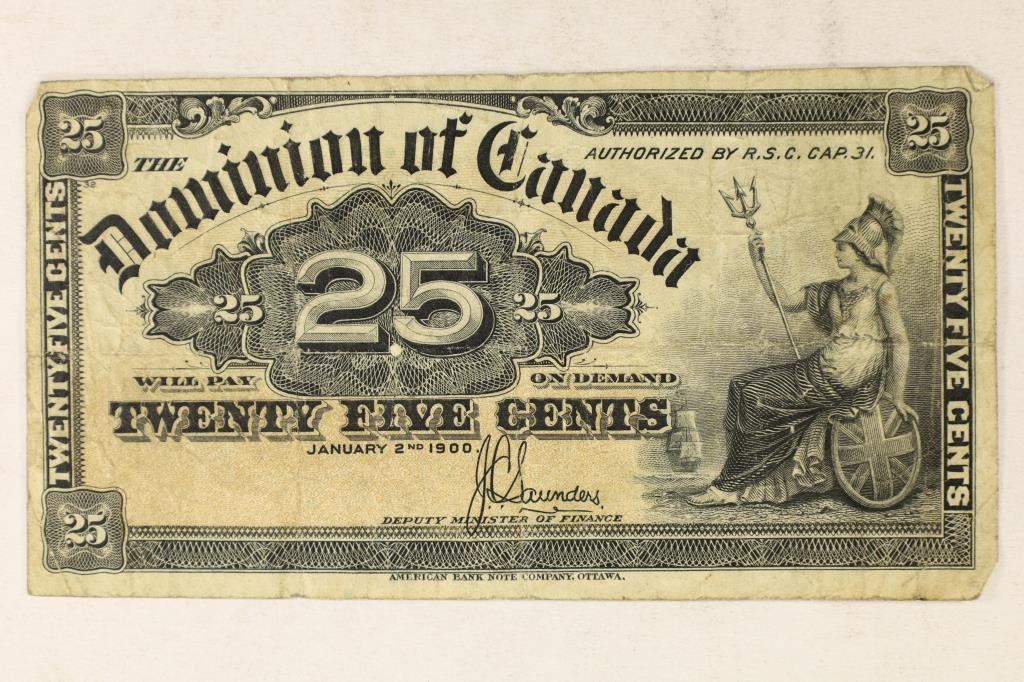 25
25
THE
AUTHORIZED BY R.S.C. CAP. 31.
Dominion of Canada
32
25
25
25
WILL PAY ON DEMAND
TWENTY FIVE CENTS
JANUARY 2ND 1900.
J C Saunders
DEPUTY MINISTER OF FINANCE
TWENTY-FIVE CENTS
TWENTY FIVE CENTS
25
AMERICAN BANK NOTE COMPANY, OTTAWA.